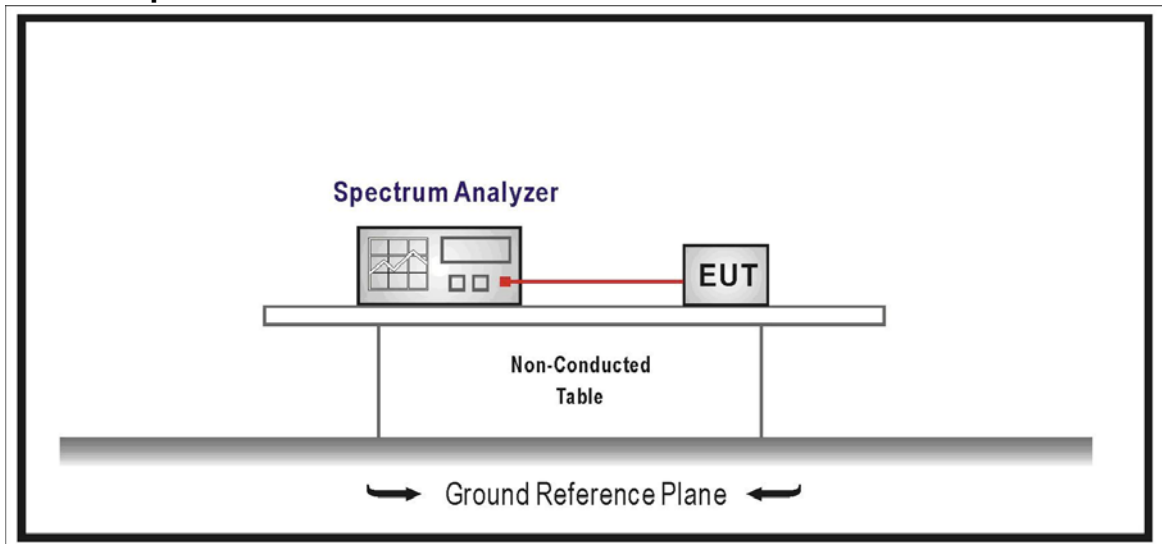 Spectrum Analyzer
EUT
Non-Conducted
Table
Ground Reference Plane